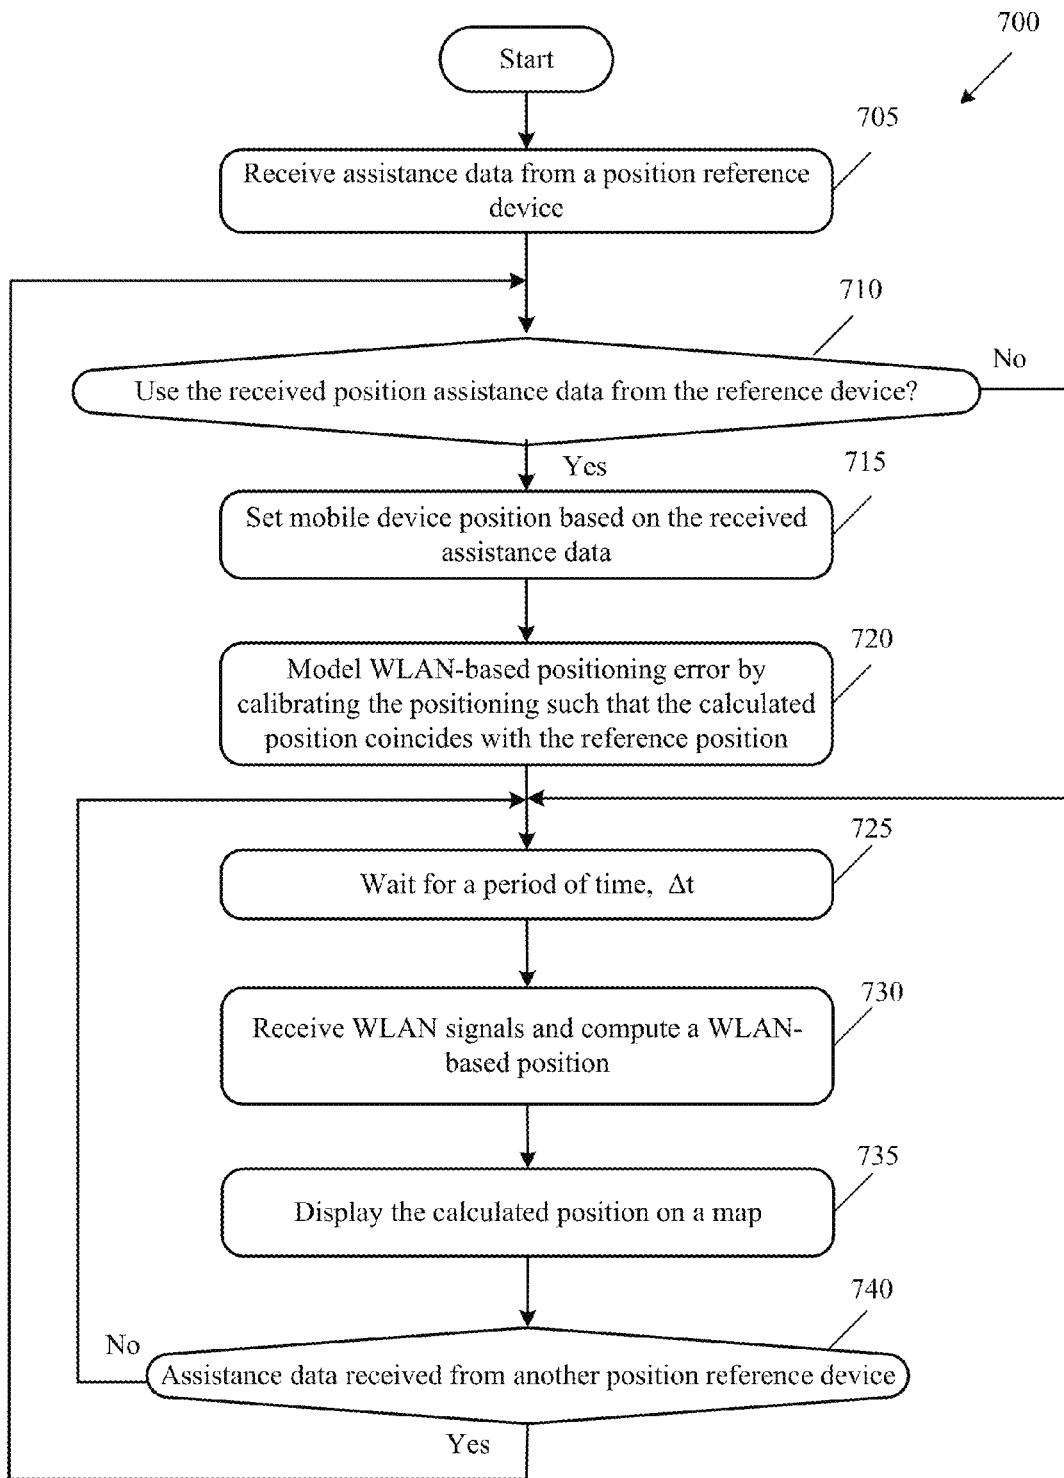 700
Start
705
Receive assistance data from a position reference
device
710
No
Use the received position assistance data from the reference device?
Yes
715
Set mobile device position based on the received
assistance data
720
Model WLAN-based positioning error by
calibrating the positioning such that the calculated
position coincides with the reference position
725
Wait for a period of time, Δt
730
Receive WLAN signals and compute a WLAN-
based position
735
Display the calculated position on a map
740
No
Assistance data received from another position reference device
Yes